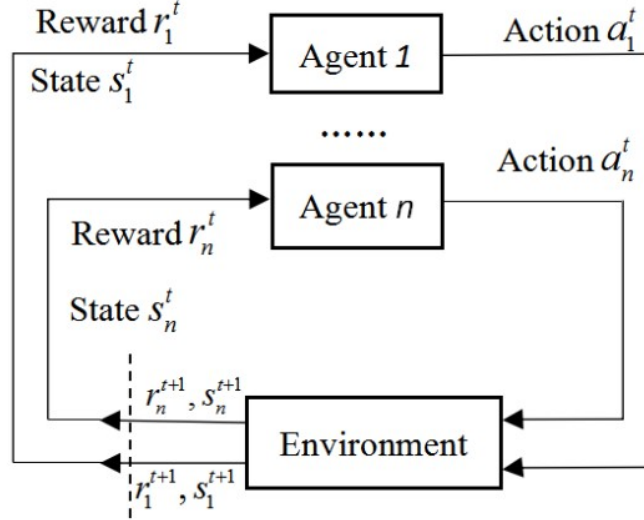 Reward r_1^t
Agent 1
Action a_1^t
State s_1^t
......
Action a_n^t
Agent n
Reward r_n^t
State s_n^t
r_n^{t+1}, s_n^{t+1}
Environment
r_1^{t+1}, s_1^{t+1}